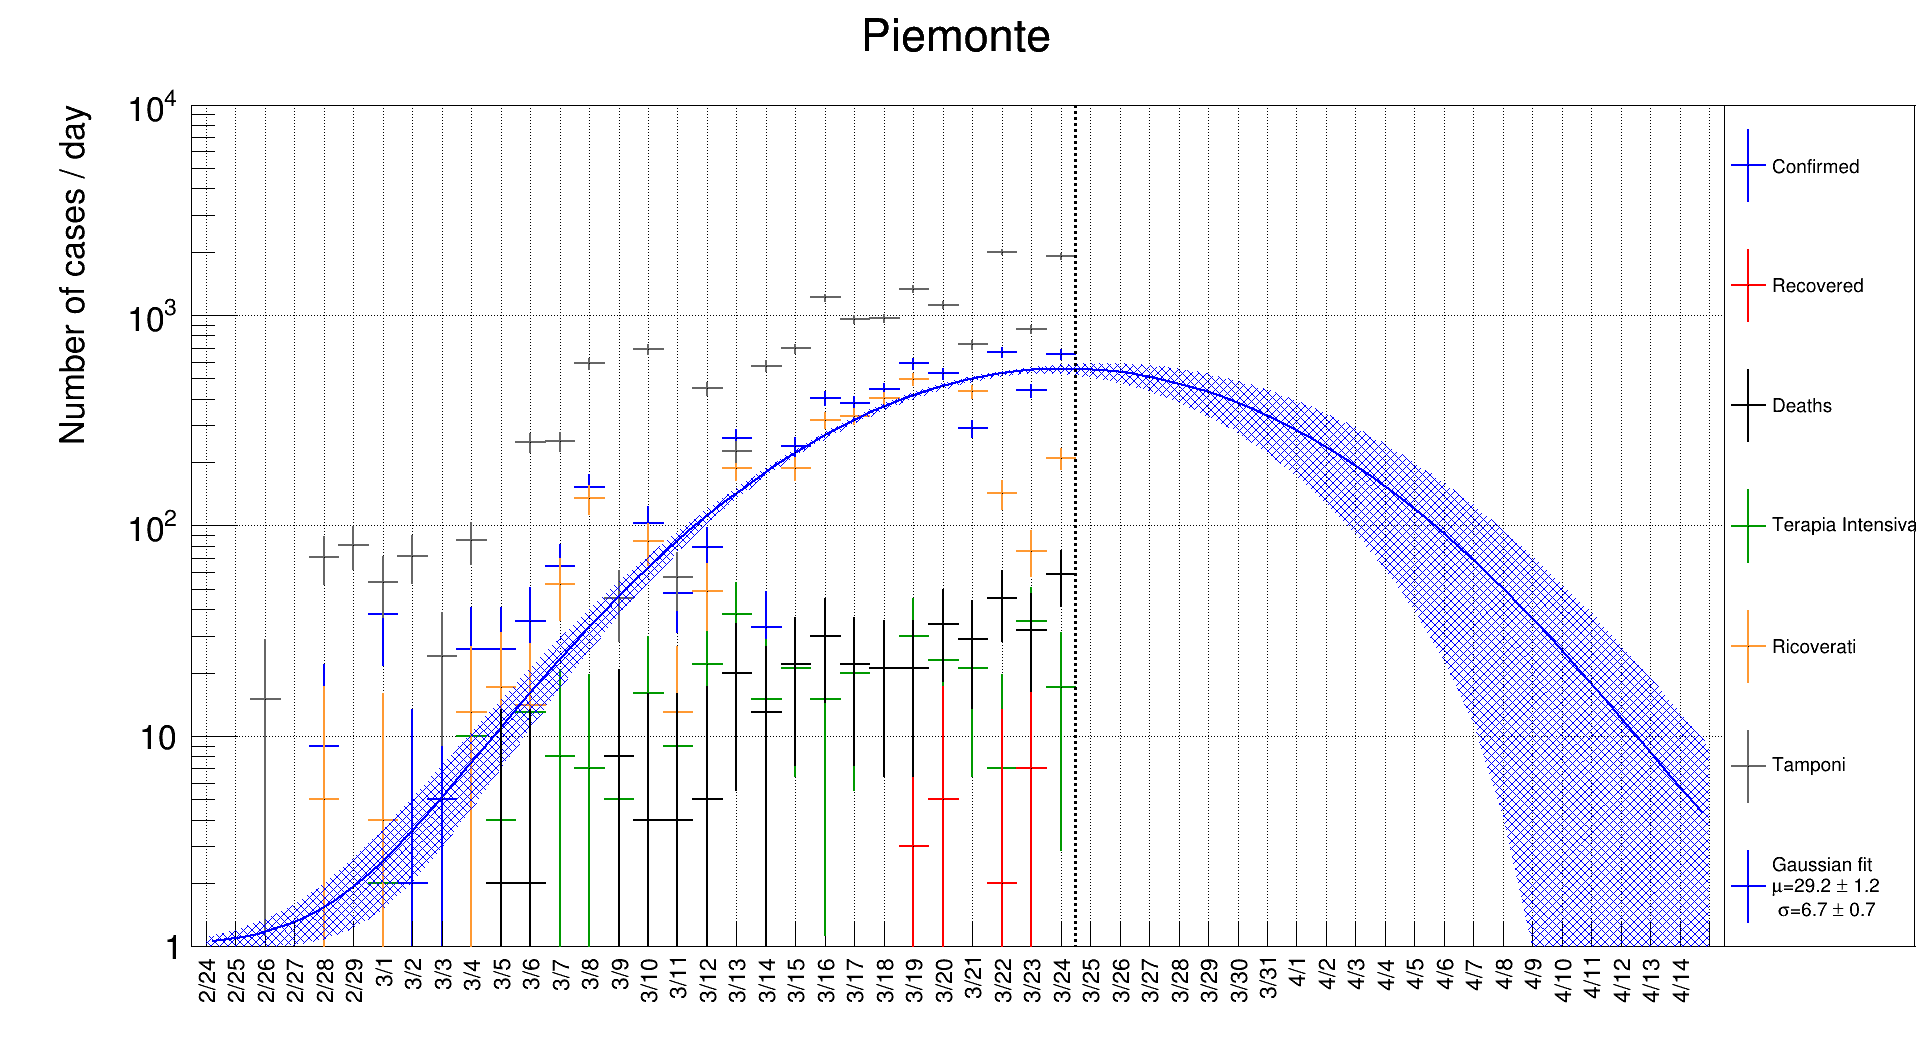 Piemonte
Number of cases / day
10^4
10^3
10^2
10
1
2/24 2/25 2/26 2/27 2/28 2/29 3/1 3/2 3/3 3/4 3/5 3/6 3/7 3/8 3/9 3/10 3/11 3/12 3/13 3/14 3/15 3/16 3/17 3/18 3/19 3/20 3/21 3/22 3/23 3/24 3/25 3/26 3/27 3/28 3/29 3/30 3/31 4/1 4/2 4/3 4/4 4/5 4/6 4/7 4/8 4/9 4/10 4/11 4/12 4/13 4/14
Confirmed
Recovered
Deaths
Terapia Intensiva
Ricoverati
Tamponi
Gaussian fit
μ=29.2 ± 1.2
σ=6.7 ± 0.7